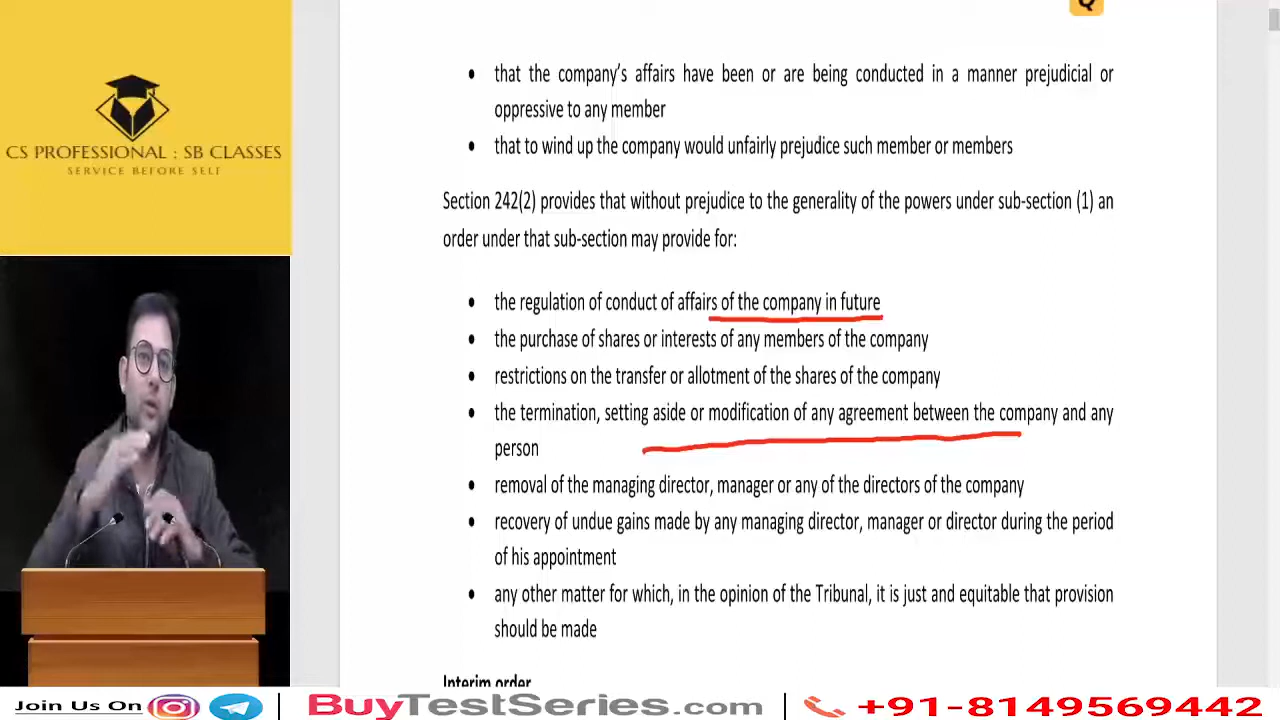 Q
that the company's affairs have been or are being conducted in a manner prejudicial or
oppressive to any member
that to wind up the company would unfairly prejudice such member or members
CS PROFESSIONAL : SB CLASSES
SERVICE BEFORE SELF
Section 242(2) provides that without prejudice to the generality of the powers under sub-section (1) an
order under that sub-section may provide for:
the regulation of conduct of affairs of the company in future
the purchase of shares or interests of any members of the company
restrictions on the transfer or allotment of the shares of the company
the termination, setting aside or modification of any agreement between the company and any
person
removal of the managing director, manager or any of the directors of the company
recovery of undue gains made by any managing director, manager or director during the period
of his appointment
any other matter for which, in the opinion of the Tribunal, it is just and equitable that provision
should be made
Interim order
Join Us On
BuyTestSeries.com
+91-8149569442